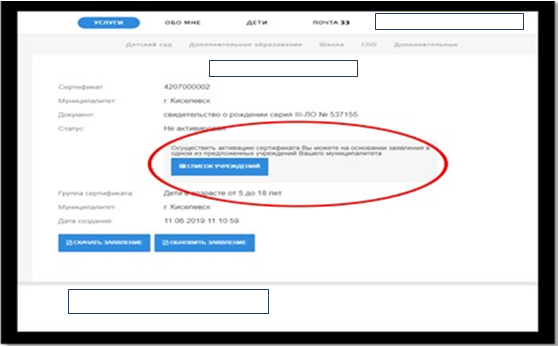 УСЛУГИ ОБО МНЕ ДЕТИ ПОЧТА 33
Детский сад Дополнительное образование Школа СПО Дополнительные
Сертификат: 4207000002
Муниципалитет: г. Киселевск
Документ: свидетельство о рождении серия III-ЛО № 537155
Статус: Не активирован
Осуществить активацию сертификата Вы можете на основании заявления в
одном из предложенных учреждений Вашего муниципалитета
СПИСОК УЧРЕЖДЕНИЙ
Группа сертификата: Дети в возрасте от 5 до 18 лет
Муниципалитет: г. Киселевск
Дата создания: 11.06.2019 11:10:59
СКАЧАТЬ ЗАЯВЛЕНИЕ ОБНОВИТЬ ЗАЯВЛЕНИЕ